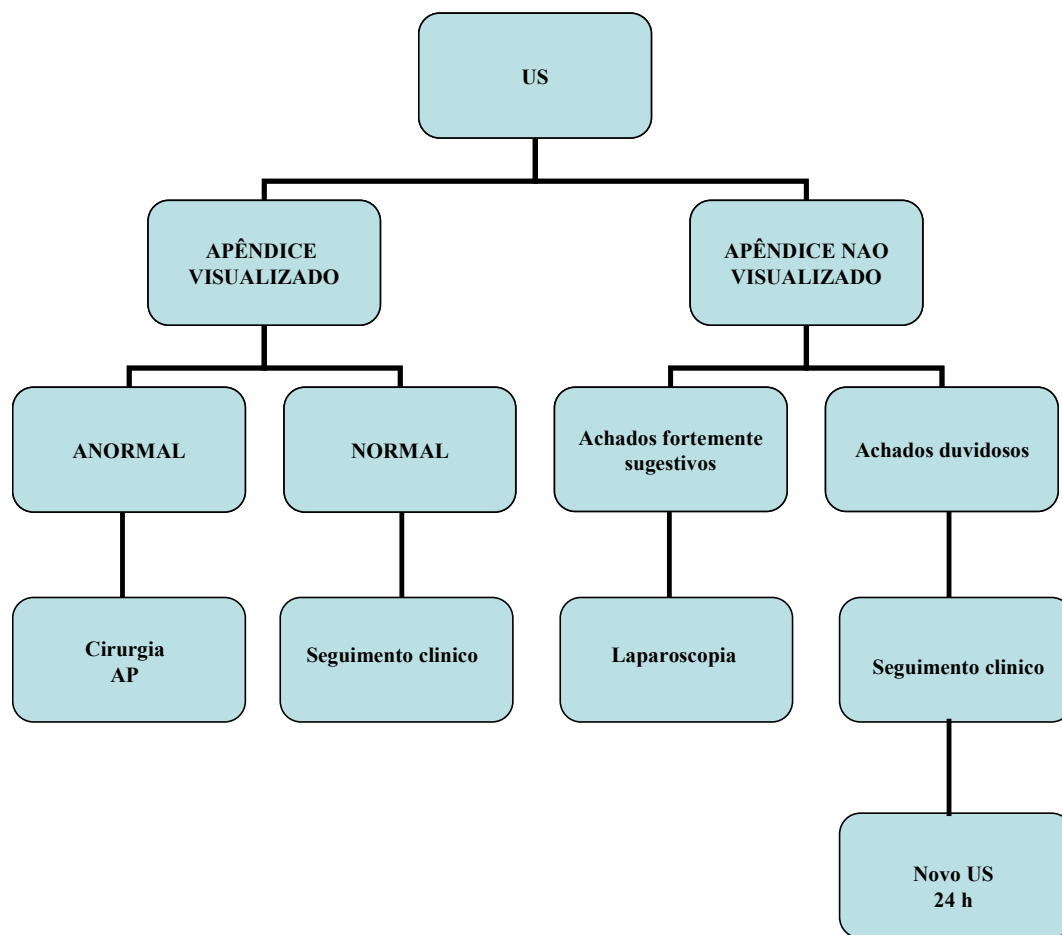 US
APÊNDICE
VISUALIZADO
APÊNDICE NAO
VISUALIZADO
ANORMAL
NORMAL
Achados fortemente
sugestivos
Achados duvidosos
Cirurgia
AP
Seguimento clinico
Laparoscopia
Seguimento clinico
Novo US
24 h